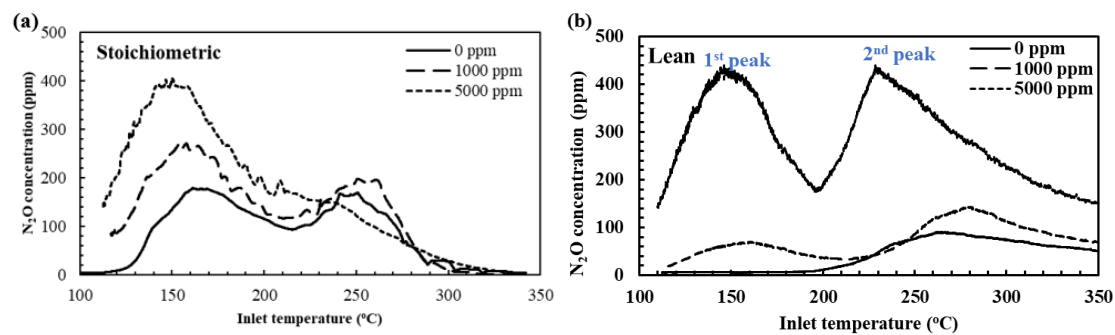 (a)
500
400
300
200
100
0
N₂O concentration (ppm)
Stoichiometric
0 ppm
1000 ppm
5000 ppm
100 150 200 250 300 350
Inlet temperature (°C)
(b)
500
400
300
200
100
0
N₂O concentration (ppm)
Lean
1st peak
2nd peak
0 ppm
1000 ppm
5000 ppm
100 150 200 250 300 350
Inlet temperature (°C)